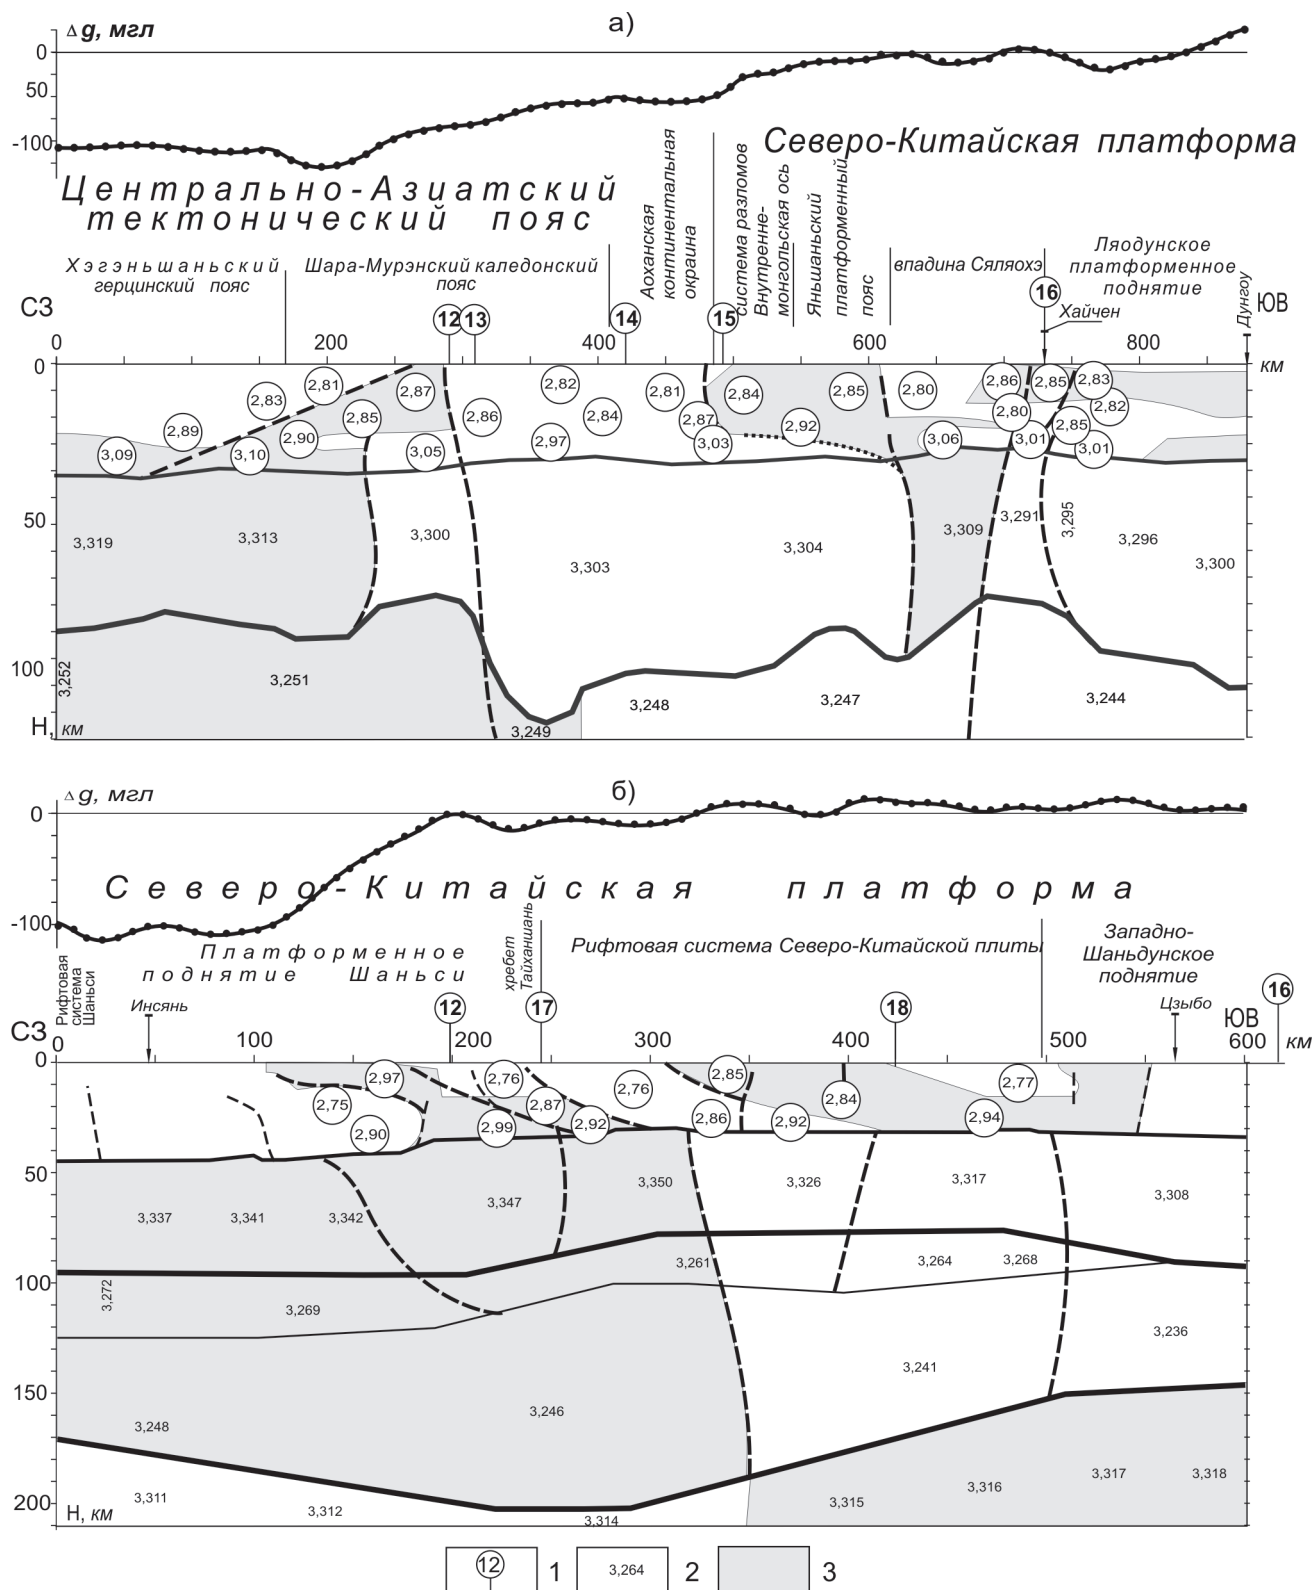 а)
Δ g, мгл
0
50
-100
Северо-Китайская платформа
Центрально-Азиатский
тектонический пояс
Хэгэньшаньский
герцинский пояс
Шара-Мурэнский каледонский
пояс
Аоханская
континентальная
окраина
система разломов
Внутренне-
монгольская ось
Яньшаньский
платформенный
пояс
впадина Сяляохэ
Ляодунское
платформенное
поднятие
Хайчен
Дунгоу
СЗ
ЮВ
12 13 14 15 16
0 200 400 600 800 км
0
2,81 2,87 2,82 2,81 2,84 2,85 2,80 2,86 2,85 2,83
2,83 2,85 2,86 2,84 2,87 2,92 2,80 2,85 2,82
2,89 2,90 2,97 3,03 3,06 3,01 3,01
3,09 3,10 3,05
50
3,319 3,313 3,300 3,303 3,304 3,309 3,291 3,295 3,296 3,300
100
3,252 3,251 3,249 3,248 3,247 3,244
Н, км
б)
Δ g, мгл
0
-100
Северо-Китайская платформа
Рифтовая
система
Шаньси
Платформенное
поднятие Шаньси
хребет
Тайханшань
Рифтовая система Северо-Китайской плиты
Западно-
Шаньдунское
поднятие
Инсянь
Цзыбо
12 17 18 16
СЗ
ЮВ
0 100 200 300 400 500 600 км
0
2,97 2,76 2,76 2,85 2,84 2,77
2,75 2,87 2,86 2,92 2,94
2,90 2,99 2,92
50
3,337 3,341 3,342 3,347 3,350 3,326 3,317 3,308
100
3,272 3,269 3,261 3,264 3,268
3,241 3,236
150
3,248 3,246
200
3,311 3,312 3,314 3,315 3,316 3,317 3,318
Н, км
12 1 3,264 2 3